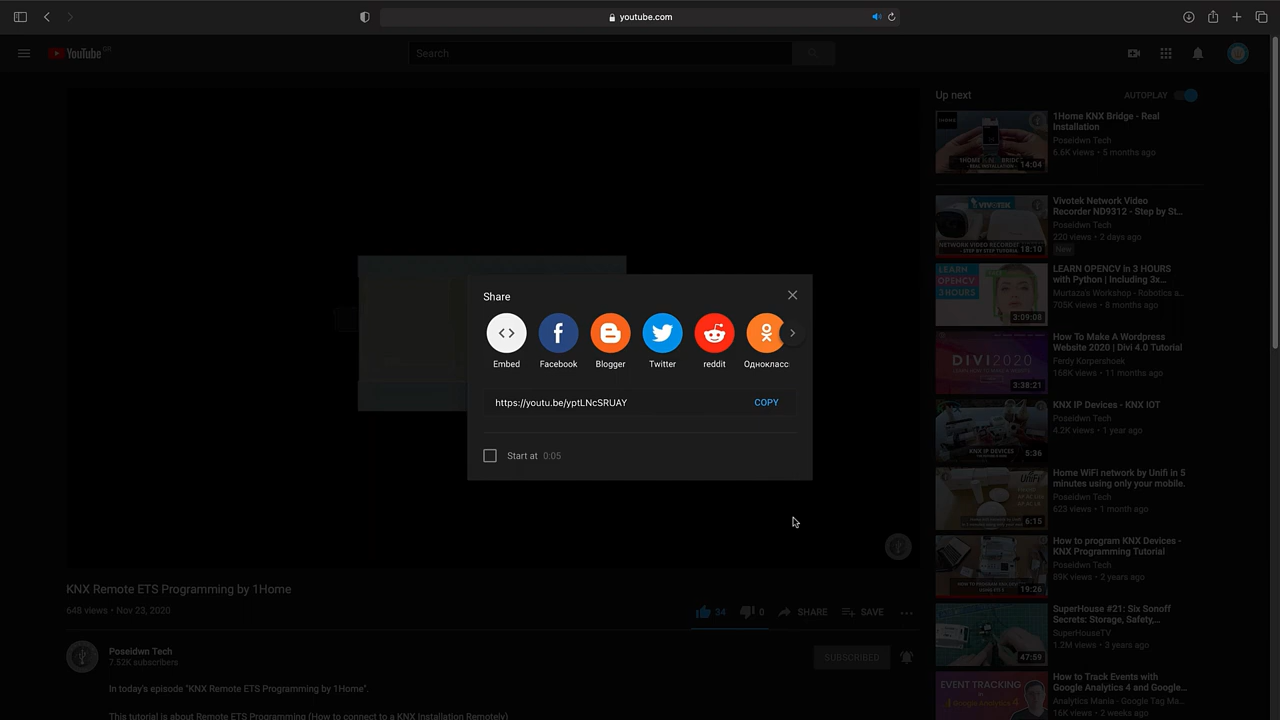 youtube.com
YouTube
Search
Up next
AUTOPLAY
1Home KNX Bridge - Real
Installation
Poseidwn Tech
6.6K views • 5 months ago
14:04
Vivotek Network Video
Recorder ND9312 - Step by St...
Poseidwn Tech
220 views • 2 days ago
New
18:10
LEARN OPENCV in 3 HOURS
with Python | Including 3x...
Murtaza's Workshop - Robotics a...
705K views • 8 months ago
3:09:08
How To Make A Wordpress
Website 2020 | Divi 4.0 Tutorial
Ferdy Korpershoek
168K views • 11 months ago
DIVI2020
3:38:21
KNX IP Devices - KNX IOT
Poseidwn Tech
4.2K views • 1 year ago
KNX IP DEVICES
5:36
Home WiFi network by Unifi in 5
minutes using only your mobile.
Poseidwn Tech
623 views • 1 month ago
6:15
How to program KNX Devices -
KNX Programming Tutorial
Poseidwn Tech
89K views • 2 years ago
19:26
SuperHouse #21: Six Sonoff
Secrets: Storage, Safety,...
SuperHouseTV
1.2M views • 3 years ago
47:59
How to Track Events with
Google Analytics 4 and Google...
Analytics Mania - Google Tag Ma...
16K views • 2 weeks ago
EVENT TRACKING
Share
Embed
Facebook
Blogger
Twitter
reddit
Однокласс
https://youtu.be/yptLNcSRUAY
COPY
Start at 0:05
KNX Remote ETS Programming by 1Home
648 views • Nov 23, 2020
34
0
SHARE
SAVE
Poseidwn Tech
7.52K subscribers
SUBSCRIBED
In today's episode "KNX Remote ETS Programming by 1Home".
This tutorial is about Remote ETS Programming (How to connect to a KNX Installation Remotely)